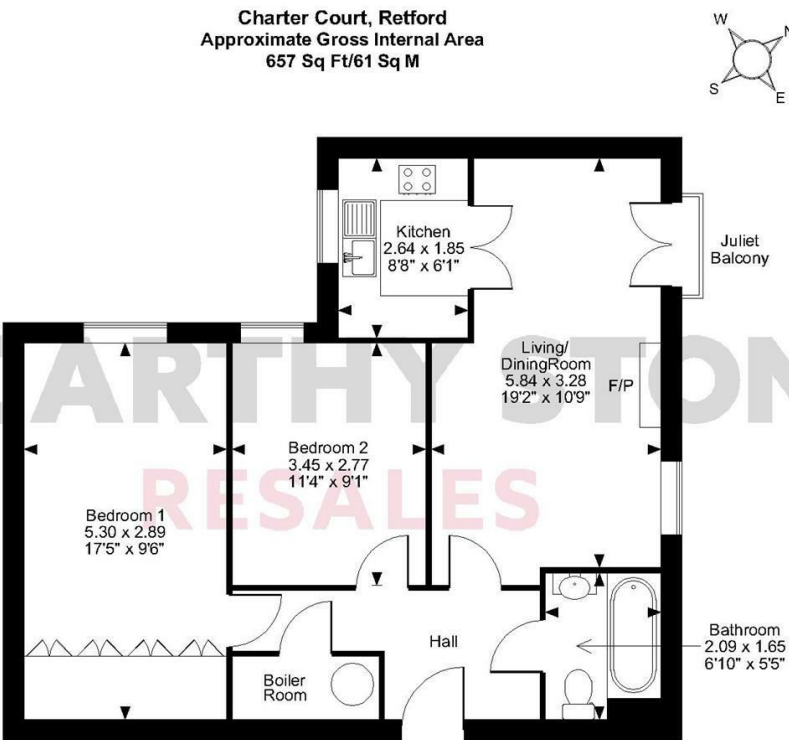 Charter Court, Retford
Approximate Gross Internal Area
657 Sq Ft/61 Sq M
W
N
S
E
Kitchen
2.64 x 1.85
8'8" x 6'1"
Juliet
Balcony
Living/
DiningRoom
5.84 x 3.28
19'2" x 10'9"
F/P
EARTHY STON
RESALES
Bedroom 2
3.45 x 2.77
11'4" x 9'1"
Bedroom 1
5.30 x 2.89
17'5" x 9'6"
Hall
Boiler
Room
Bathroom
2.09 x 1.65
6'10" x 5'5"